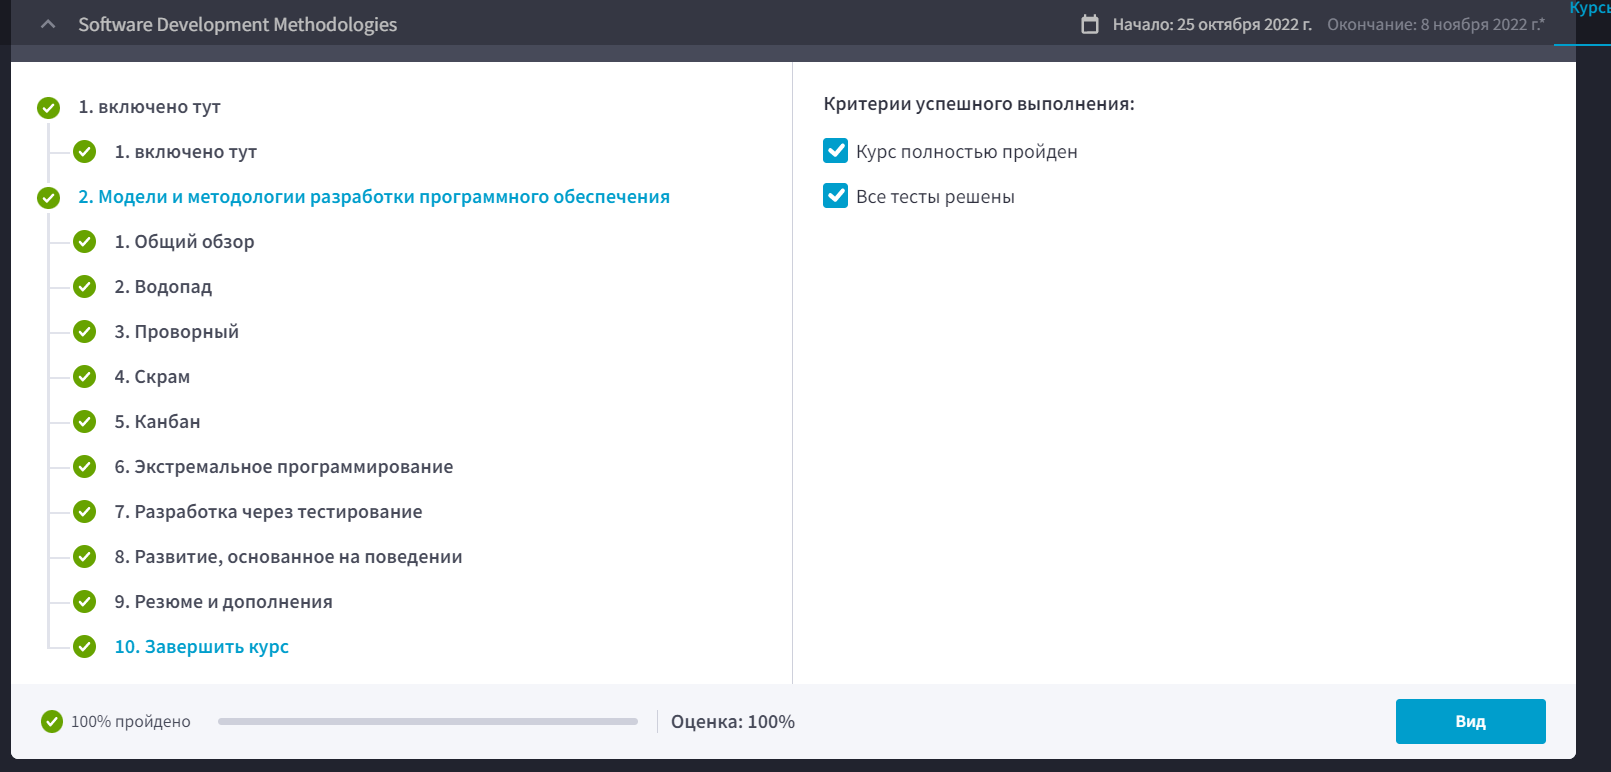 Software Development Methodologies
Начало: 25 октября 2022 г. Окончание: 8 ноября 2022 г.*
1. включено тут
1. включено тут
2. Модели и методологии разработки программного обеспечения
1. Общий обзор
2. Водопад
3. Проворный
4. Скрам
5. Канбан
6. Экстремальное программирование
7. Разработка через тестирование
8. Развитие, основанное на поведении
9. Резюме и дополнения
10. Завершить курс
Критерии успешного выполнения:
Курс полностью пройден
Все тесты решены
100% пройдено
Оценка: 100%
Вид